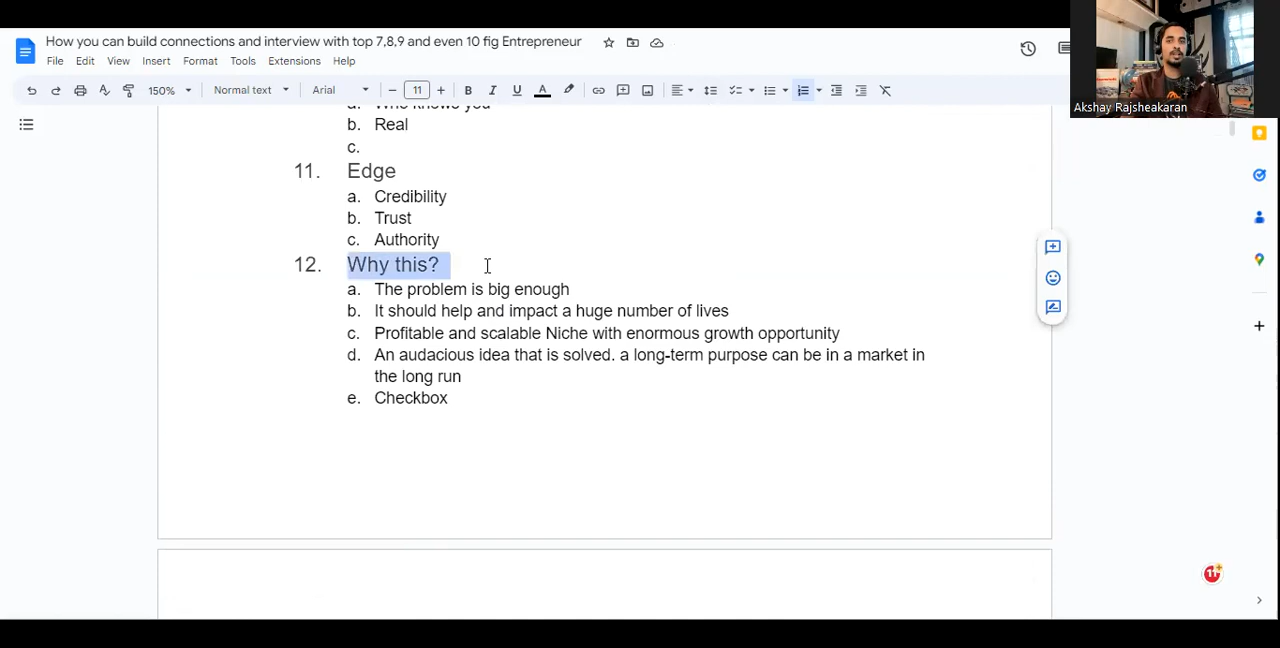 How you can build connections and interview with top 7,8,9 and even 10 fig Entrepreneur
File Edit View Insert Format Tools Extensions Help
150% Normal text Arial − 11 + B I U A
Akshay Rajsheakaran
a. Who knows you
b. Real
c.
11. Edge
a. Credibility
b. Trust
c. Authority
12. Why this?
a. The problem is big enough
b. It should help and impact a huge number of lives
c. Profitable and scalable Niche with enormous growth opportunity
d. An audacious idea that is solved. a long-term purpose can be in a market in
the long run
e. Checkbox